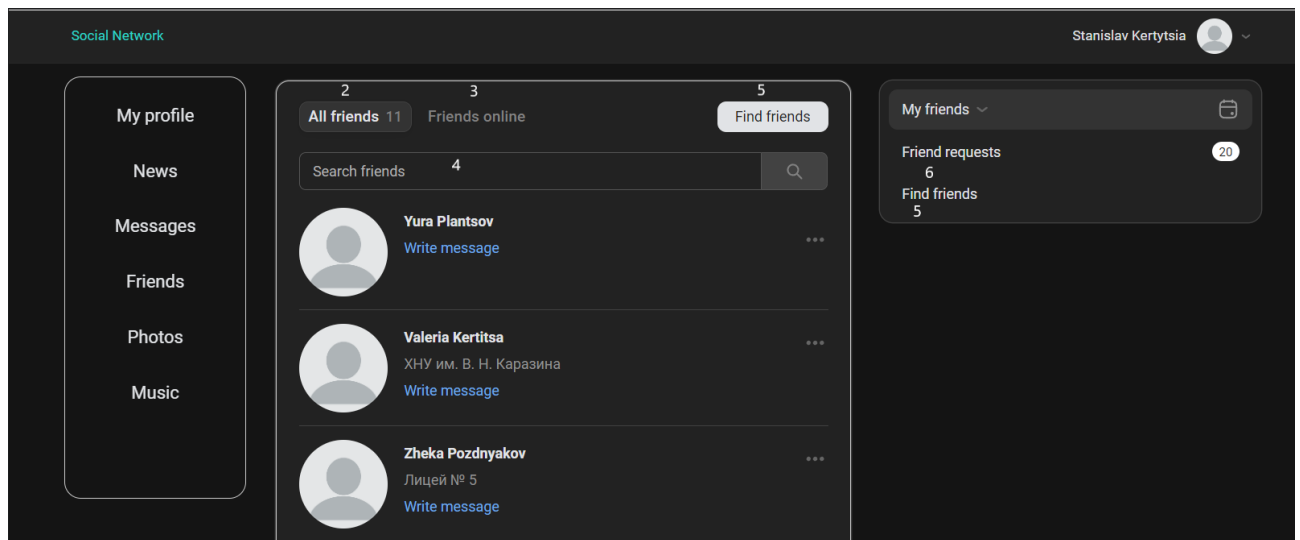 Social Network
Stanislav Kertytsia
My profile
News
Messages
Friends
Photos
Music
2 3 5
All friends 11 Friends online Find friends
Search friends 4
Yura Plantsov
Write message
Valeria Kertitsa
ХНУ им. В. Н. Каразина
Write message
Zheka Pozdnyakov
Лицей № 5
Write message
My friends
Friend requests 20
6
Find friends
5